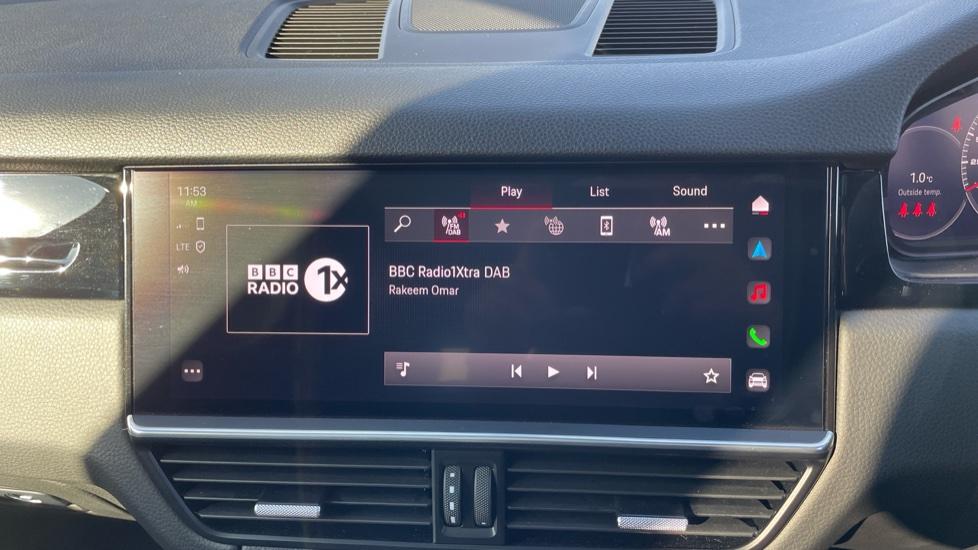 11:53
AM
LTE
Play List Sound
FM
DAB
AM
BBC
RADIO
1x
BBC Radio1Xtra DAB
Rakeem Omar
1.0°C
Outside temp.